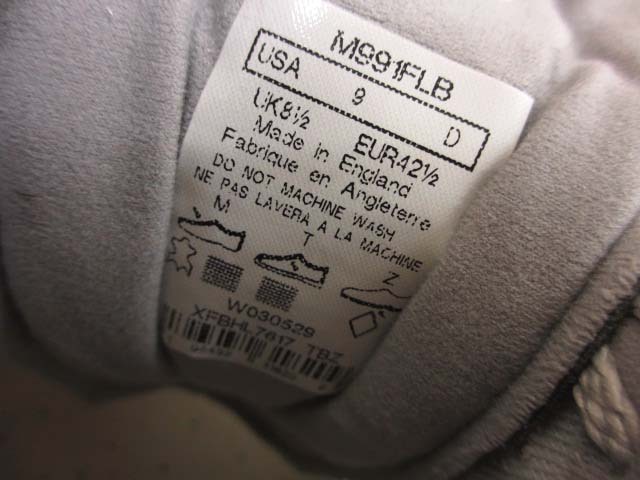 M991FLB
USA 9 D
UK8½ EUR42½
Made in England
Fabrique en Angleterre
DO NOT MACHINE WASH
NE PAS LAVERA A LA MACHINE
M T Z
W030529
XFBHL7617 TBZ